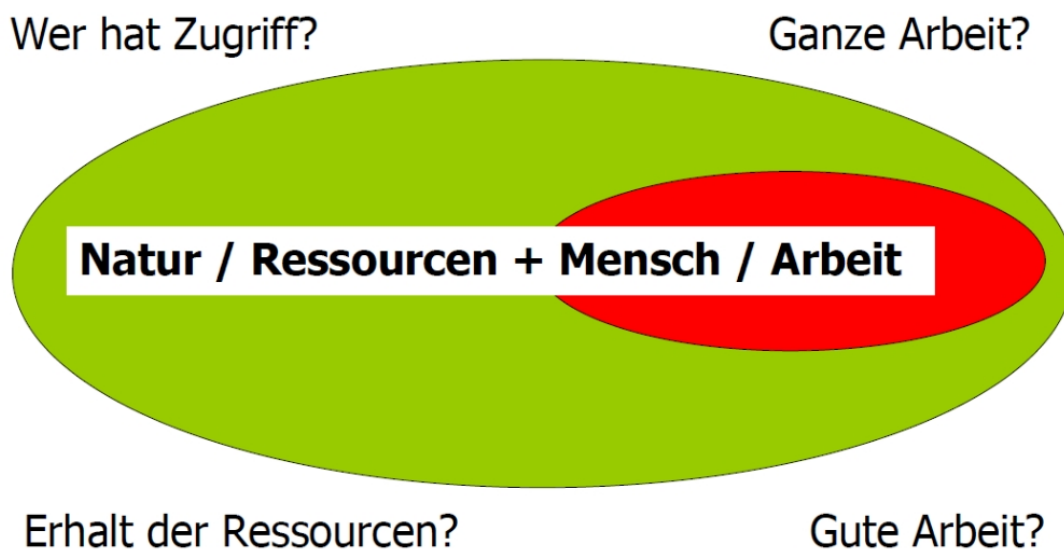 Wer hat Zugriff?
Ganze Arbeit?
Natur / Ressourcen + Mensch / Arbeit
Erhalt der Ressourcen?
Gute Arbeit?